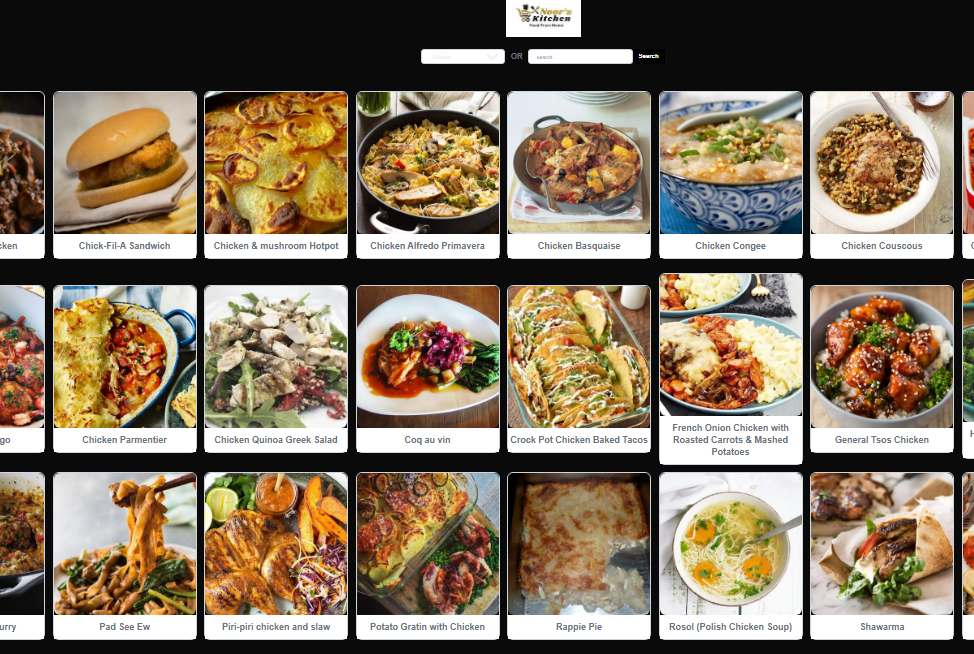 Noor's
Kitchen
Food From Home
OR
search
Search
cken
Chick-Fil-A Sandwich
Chicken & mushroom Hotpot
Chicken Alfredo Primavera
Chicken Basquaise
Chicken Congee
Chicken Couscous
go
Chicken Parmentier
Chicken Quinoa Greek Salad
Coq au vin
Crock Pot Chicken Baked Tacos
French Onion Chicken with
Roasted Carrots & Mashed
Potatoes
General Tsos Chicken
urry
Pad See Ew
Piri-piri chicken and slaw
Potato Gratin with Chicken
Rappie Pie
Rosol (Polish Chicken Soup)
Shawarma